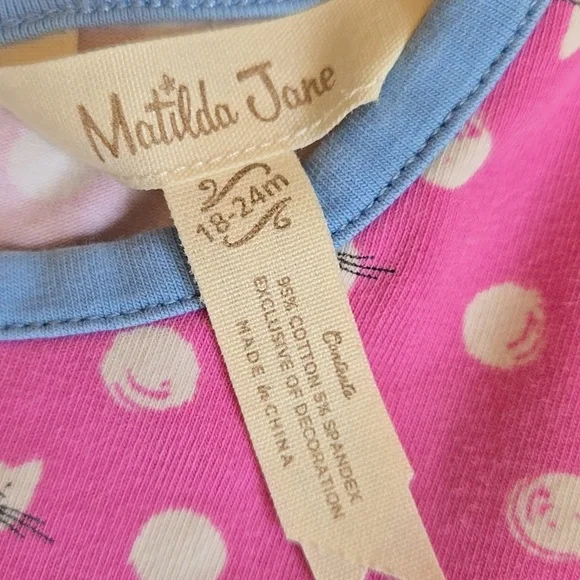 Matilda Jane
18-24m
Contents
95% COTTON 5% SPANDEX
EXCLUSIVE OF DECORATION
MADE in CHINA